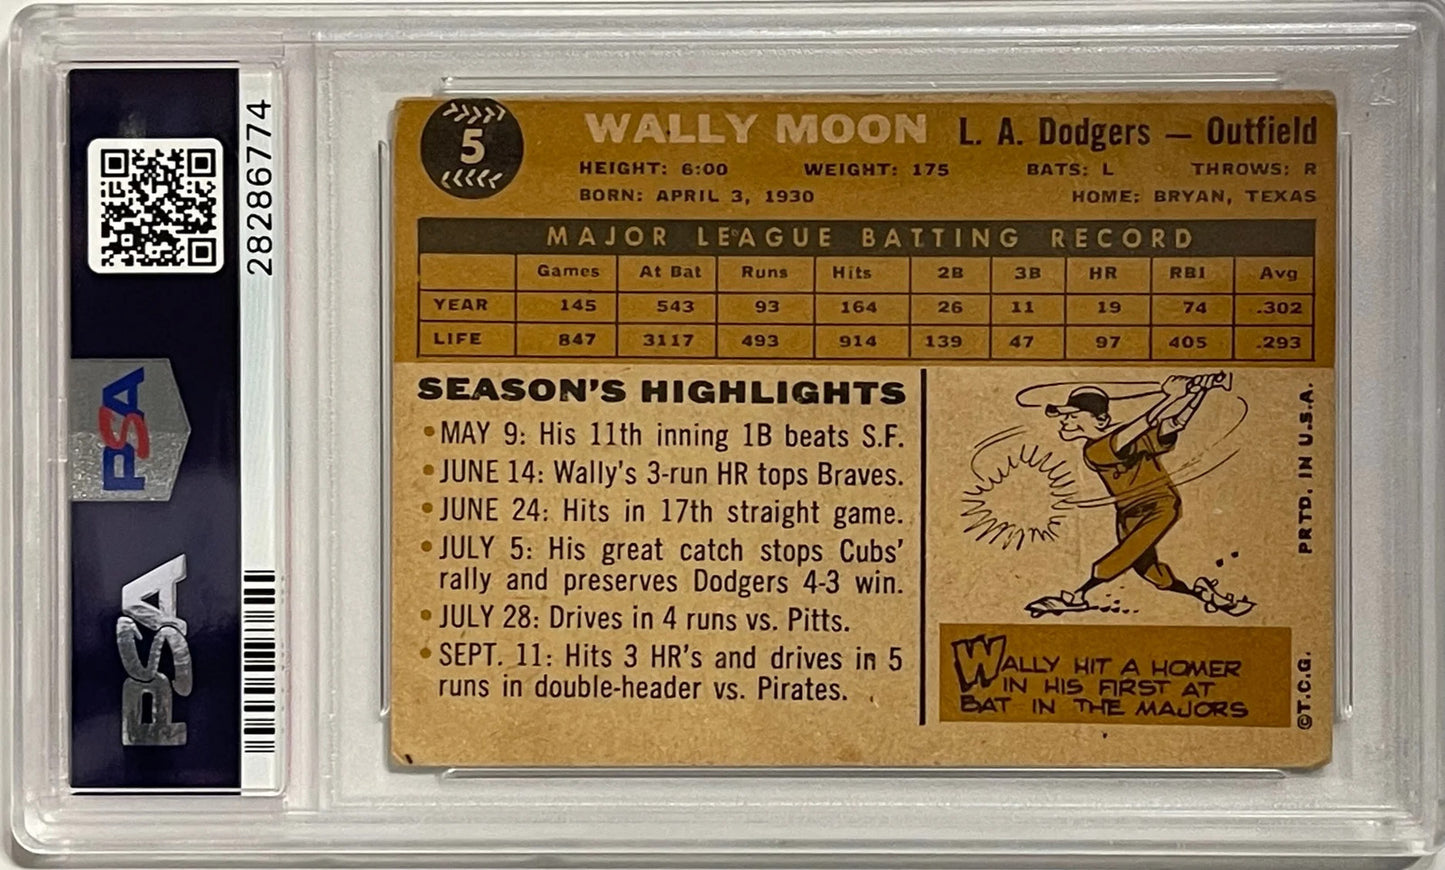 28286774
PSA
PSA
5
WALLY MOON L. A. Dodgers — Outfield
HEIGHT: 6:00 WEIGHT: 175 BATS: L THROWS: R
BORN: APRIL 3, 1930 HOME: BRYAN, TEXAS
MAJOR LEAGUE BATTING RECORD
Games At Bat Runs Hits 2B 3B HR RBI Avg
YEAR 145 543 93 164 26 11 19 74 .302
LIFE 847 3117 493 914 139 47 97 405 .293
SEASON'S HIGHLIGHTS
• MAY 9: His 11th inning 1B beats S.F.
• JUNE 14: Wally's 3-run HR tops Braves.
• JUNE 24: Hits in 17th straight game.
• JULY 5: His great catch stops Cubs'
rally and preserves Dodgers 4-3 win.
• JULY 28: Drives in 4 runs vs. Pitts.
• SEPT. 11: Hits 3 HR's and drives in 5
runs in double-header vs. Pirates.
WALLY HIT A HOMER
IN HIS FIRST AT
BAT IN THE MAJORS
©T.C.G. PRTD. IN U.S.A.